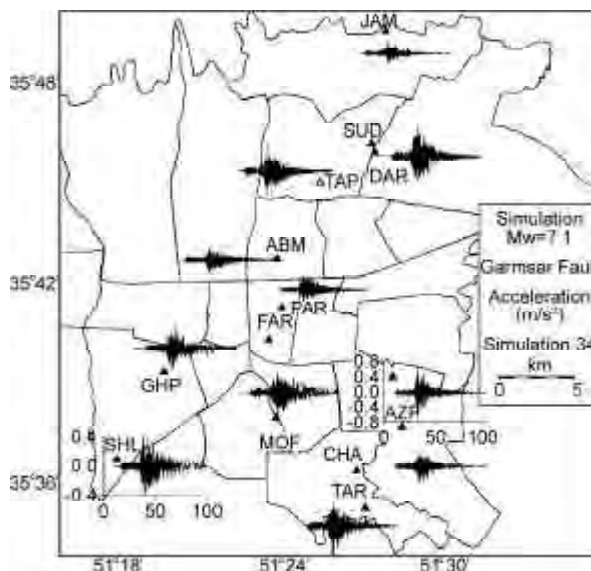 JAM
35°48'
SUD
DAR
TAP
Simulation
Mw=7.1
ABM
35°42'
Garmsar Fault
PAR
Acceleration
(m/s²)
FAR
Simulation 34
0.8
km
0.4
GHP
0.0
0 5
-0.4
AZP
-0.8
MOF
0 50 100
SHL
0.4
CHA
0.0
35°36'
TAR
-0.4
0 50 100
51°18' 51°24' 51°30'